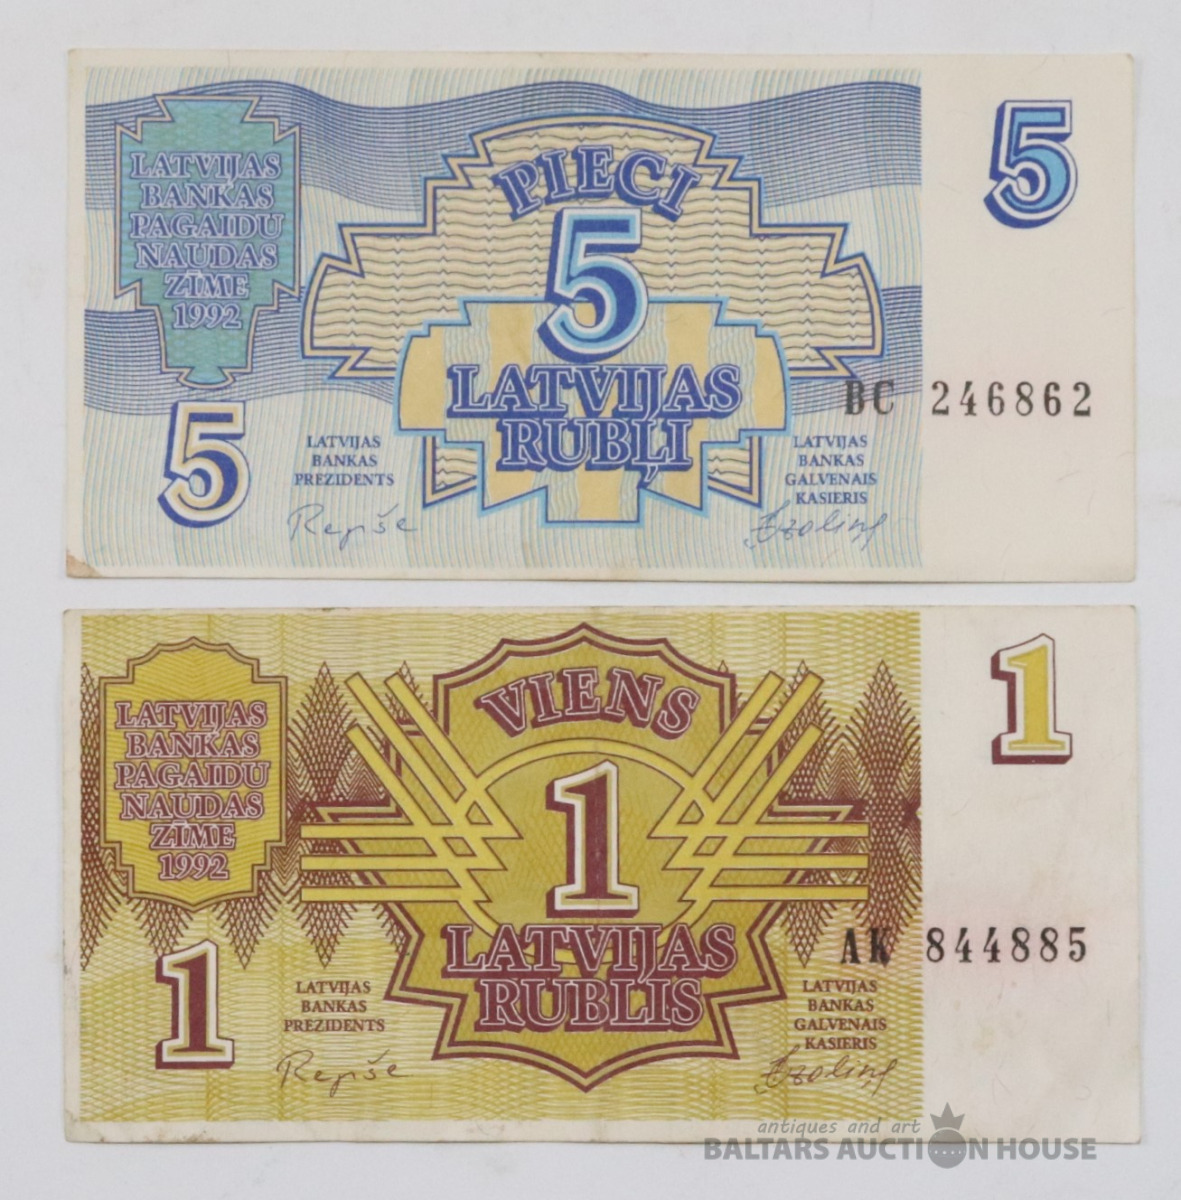 LATVIJAS
BANKAS
PAGAIDU
NAUDAS
ZĪME
1992
5
PIECI
5
LATVIJAS
RUBĻI
5
BC 246862
LATVIJAS
BANKAS
PREZIDENTS
Repše
LATVIJAS
BANKAS
GALVENAIS
KASIERIS
LATVIJAS
BANKAS
PAGAIDU
NAUDAS
ZĪME
1992
1
VIENS
1
LATVIJAS
RUBLIS
1
AK 844885
LATVIJAS
BANKAS
PREZIDENTS
Repše
LATVIJAS
BANKAS
GALVENAIS
KASIERIS
antiques and art
BALTARS AUCTION HOUSE